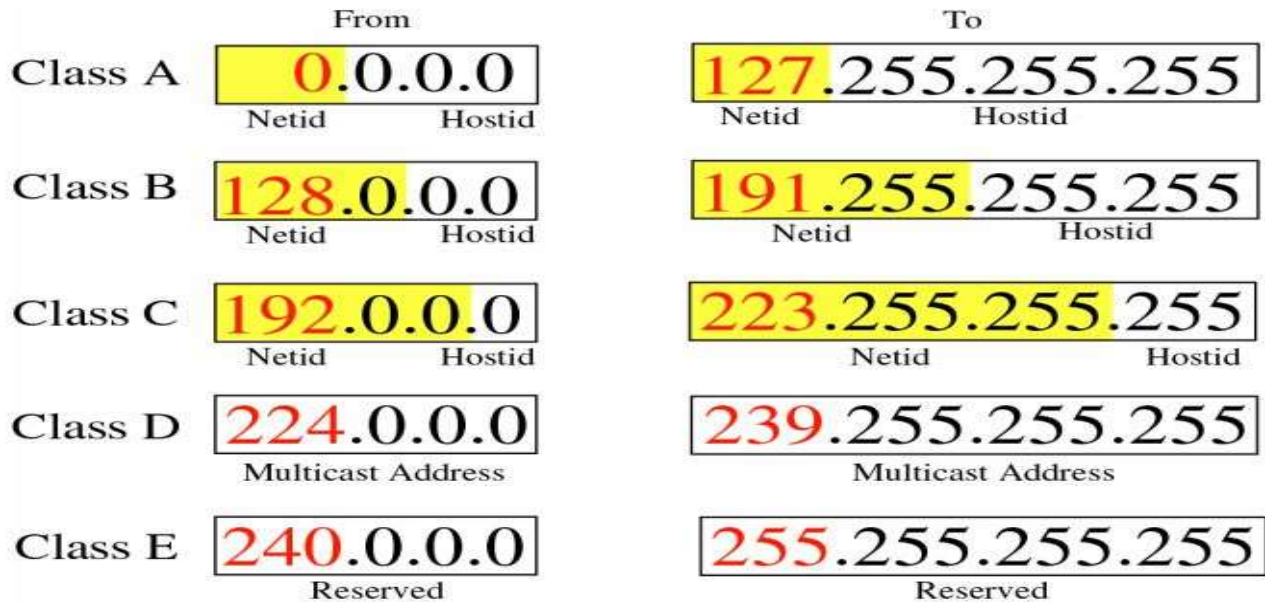 From To
Class A 0.0.0.0 127.255.255.255
Netid Hostid Netid Hostid
Class B 128.0.0.0 191.255.255.255
Netid Hostid Netid Hostid
Class C 192.0.0.0 223.255.255.255
Netid Hostid Netid Hostid
Class D 224.0.0.0 239.255.255.255
Multicast Address Multicast Address
Class E 240.0.0.0 255.255.255.255
Reserved Reserved